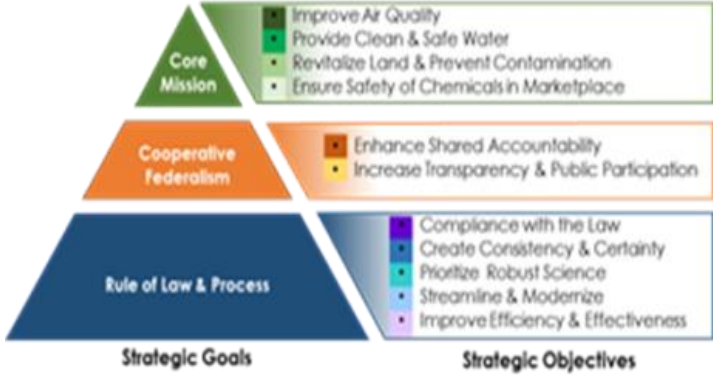 Core
Mission
• Improve Air Quality
• Provide Clean & Safe Water
• Revitalize Land & Prevent Contamination
• Ensure Safety of Chemicals in Marketplace
Cooperative
Federalism
• Enhance Shared Accountability
• Increase Transparency & Public Participation
Rule of Law & Process
• Compliance with the Law
• Create Consistency & Certainty
• Prioritize Robust Science
• Streamline & Modernize
• Improve Efficiency & Effectiveness
Strategic Goals
Strategic Objectives